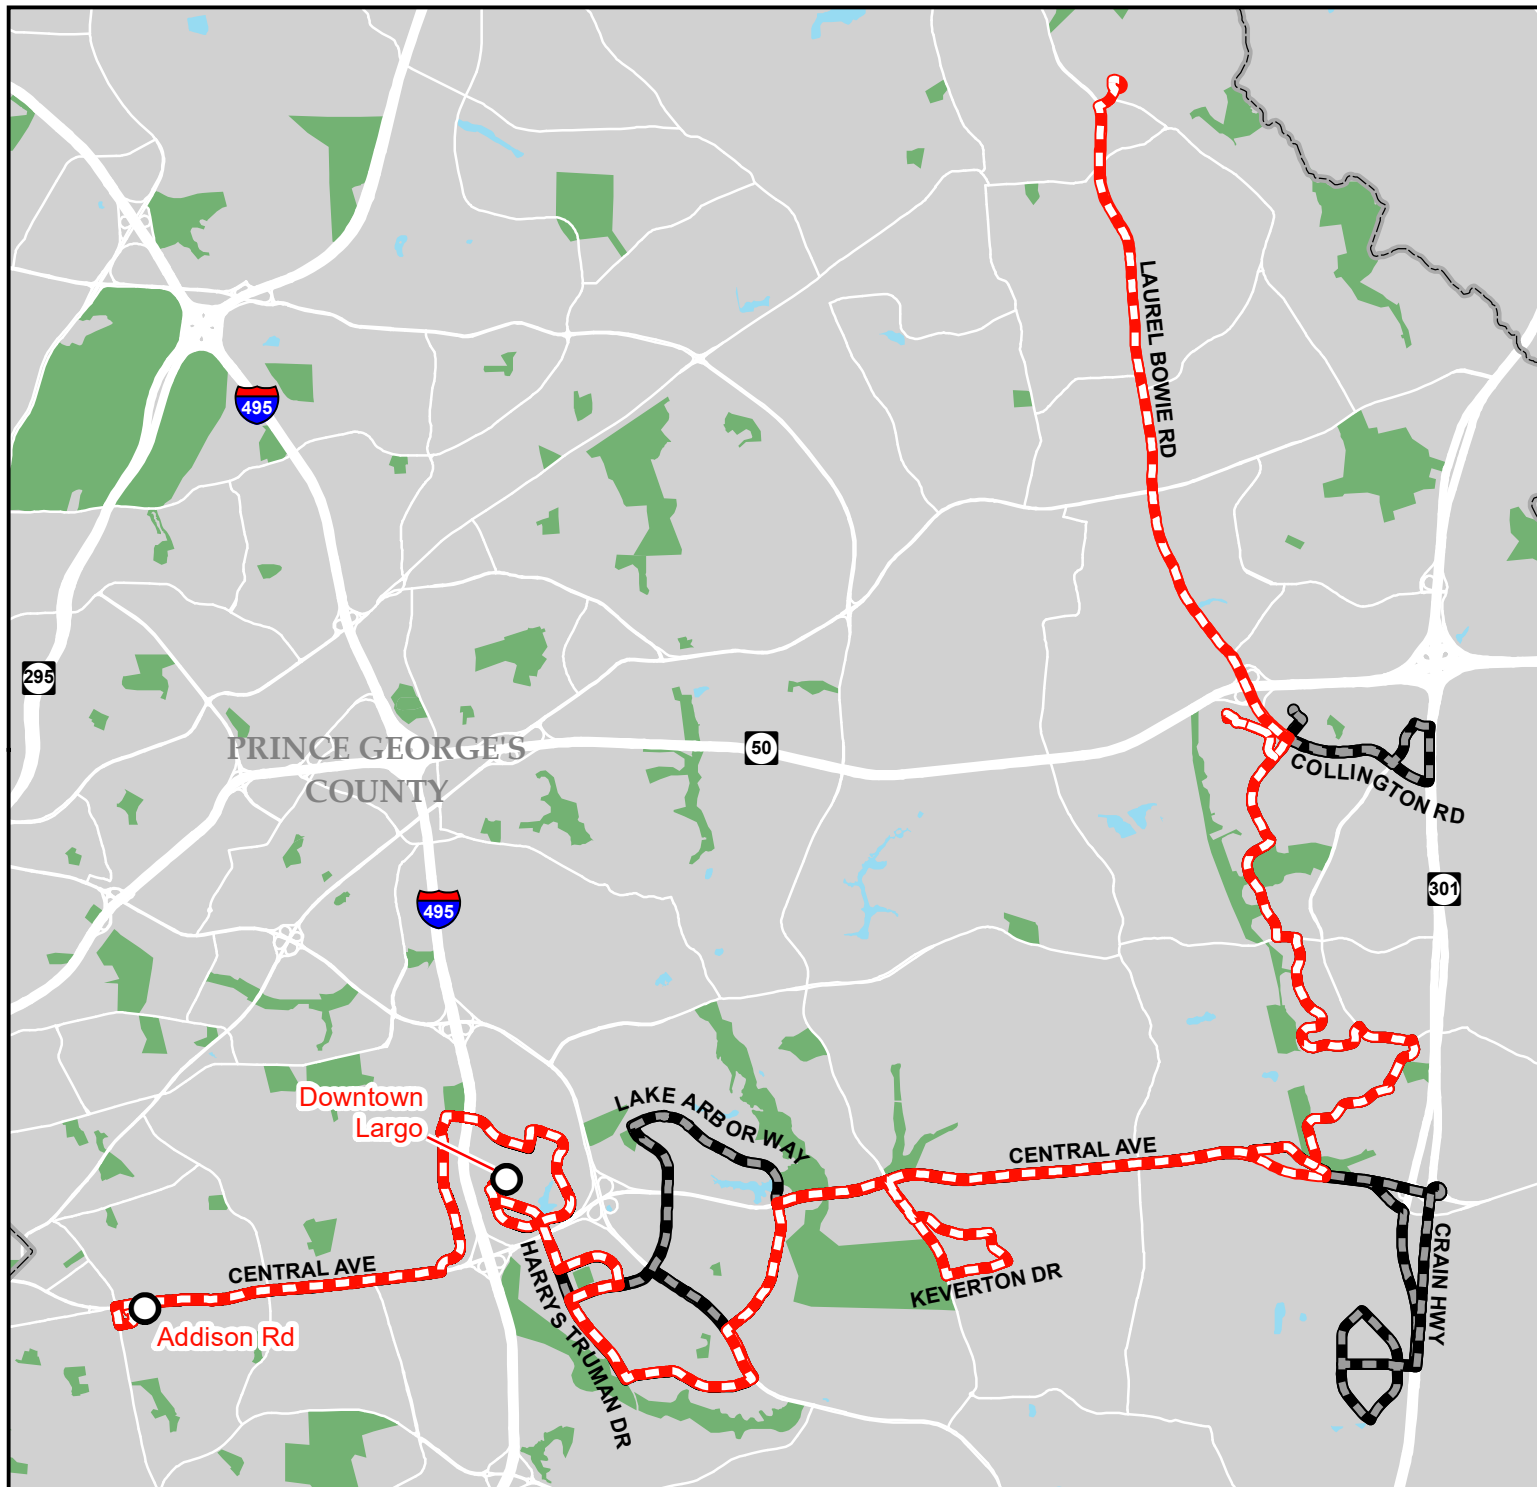 LAUREL BOWIE RD
495
295
PRINCE GEORGE'S
COUNTY
50
COLLINGTON RD
301
495
Downtown
Largo
LAKE ARBOR WAY
CENTRAL AVE
CENTRAL AVE
HARRY S TRUMAN DR
KEVERTON DR
CRAIN HWY
Addison Rd